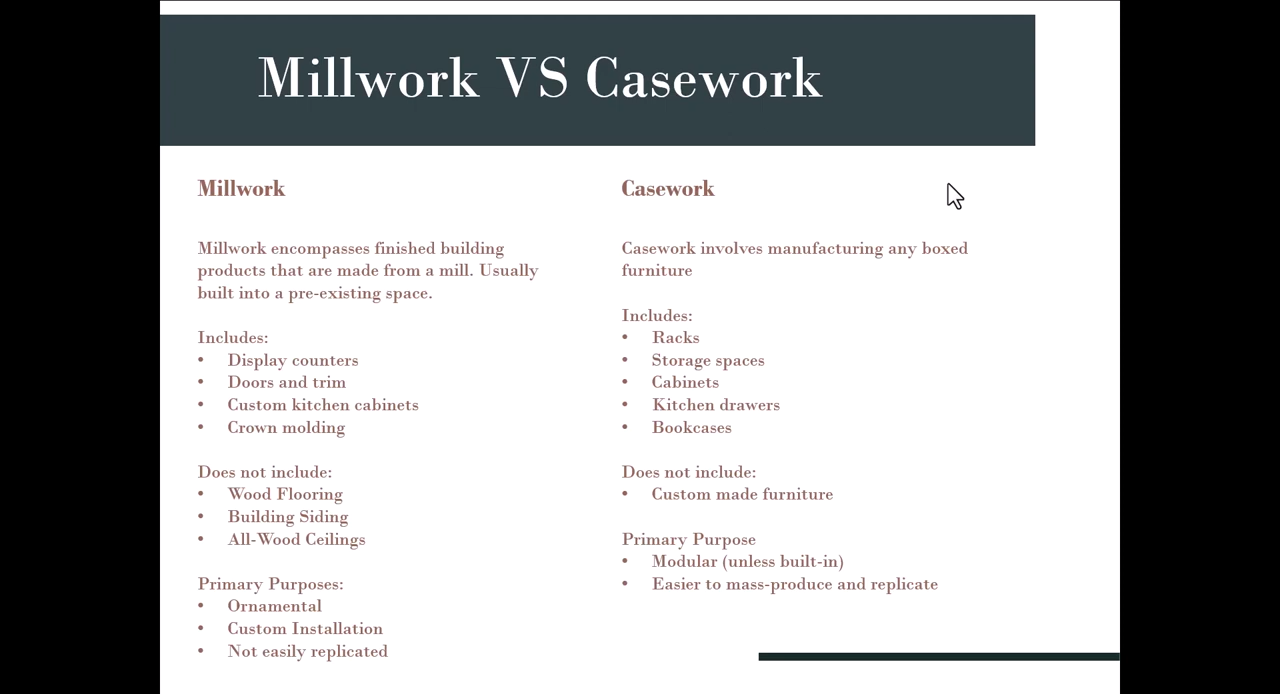 Millwork VS Casework
Millwork
Millwork encompasses finished building
products that are made from a mill. Usually
built into a pre-existing space.
Includes:
• Display counters
• Doors and trim
• Custom kitchen cabinets
• Crown molding
Does not include:
• Wood Flooring
• Building Siding
• All-Wood Ceilings
Primary Purposes:
• Ornamental
• Custom Installation
• Not easily replicated
Casework
Casework involves manufacturing any boxed
furniture
Includes:
• Racks
• Storage spaces
• Cabinets
• Kitchen drawers
• Bookcases
Does not include:
• Custom made furniture
Primary Purpose
• Modular (unless built-in)
• Easier to mass-produce and replicate